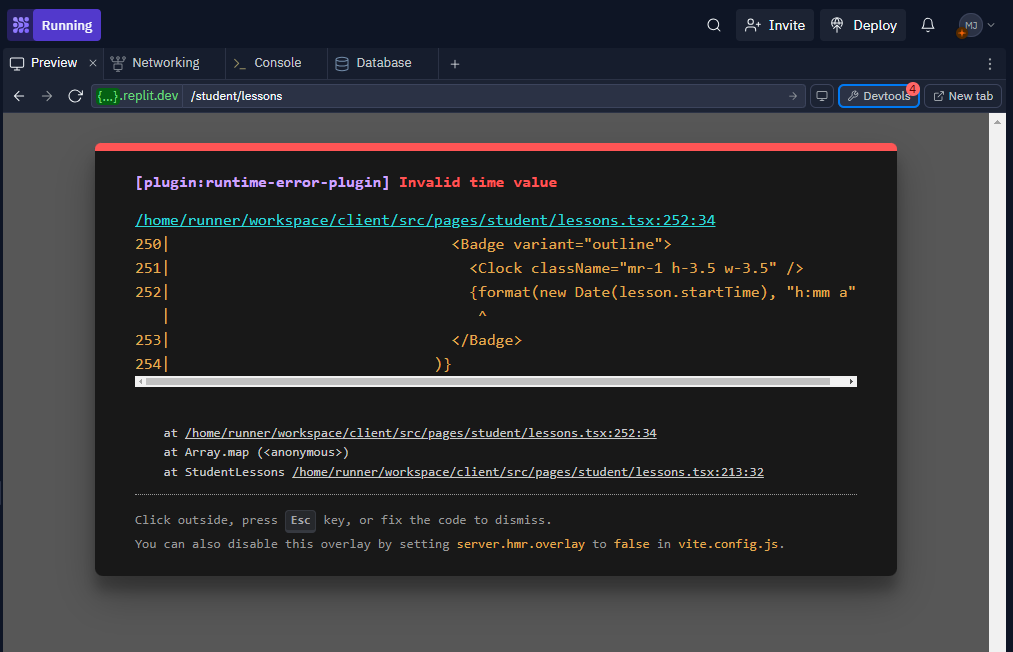 Running
Invite
Deploy
MJ
Preview
Networking
Console
Database
{...}.replit.dev /student/lessons
Devtools
4
New tab
[plugin:runtime-error-plugin] Invalid time value
/home/runner/workspace/client/src/pages/student/lessons.tsx:252:34
250| <Badge variant="outline">
251| <Clock className="mr-1 h-3.5 w-3.5" />
252| {format(new Date(lesson.startTime), "h:mm a"
| ^
253| </Badge>
254| )}
at /home/runner/workspace/client/src/pages/student/lessons.tsx:252:34
at Array.map (<anonymous>)
at StudentLessons /home/runner/workspace/client/src/pages/student/lessons.tsx:213:32
Click outside, press Esc key, or fix the code to dismiss.
You can also disable this overlay by setting server.hmr.overlay to false in vite.config.js.